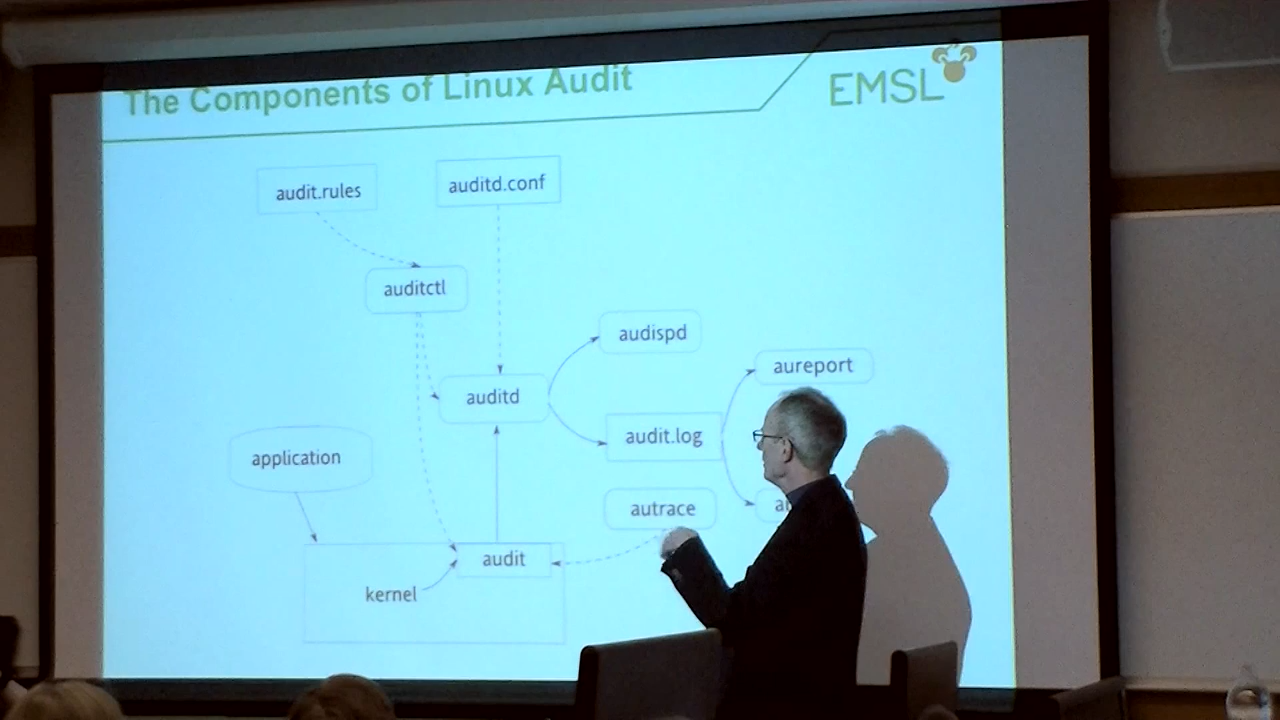 The Components of Linux Audit
EMSL
audit.rules
auditd.conf
auditctl
audispd
aureport
auditd
audit.log
application
autrace
audit
kernel